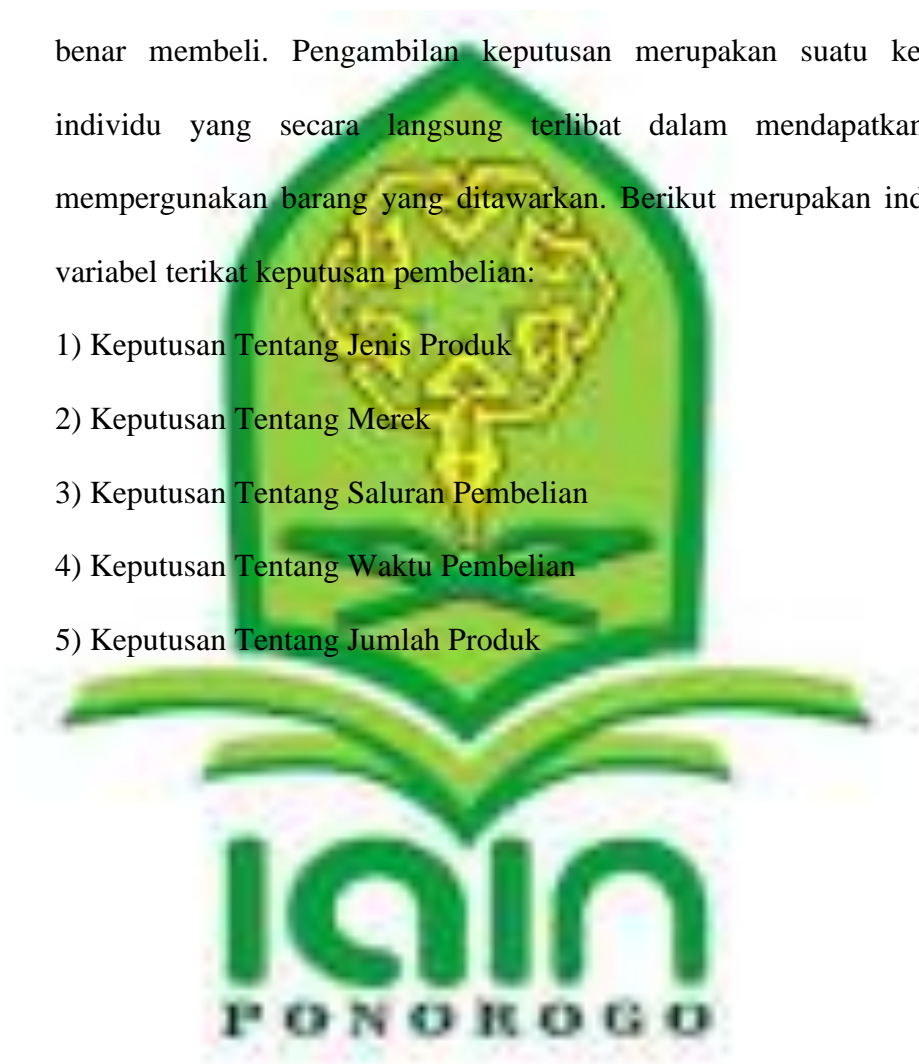 benar membeli. Pengambilan keputusan merupakan suatu ke
individu yang secara langsung terlibat dalam mendapatkan
mempergunakan barang yang ditawarkan. Berikut merupakan ind
variabel terikat keputusan pembelian:
1) Keputusan Tentang Jenis Produk
2) Keputusan Tentang Merek
3) Keputusan Tentang Saluran Pembelian
4) Keputusan Tentang Waktu Pembelian
5) Keputusan Tentang Jumlah Produk
iain
PONOROGO